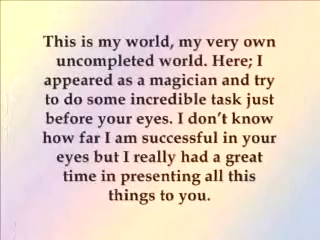 This is my world, my very own
uncompleted world. Here; I
appeared as a magician and try
to do some incredible task just
before your eyes. I don't know
how far I am successful in your
eyes but I really had a great
time in presenting all this
things to you.